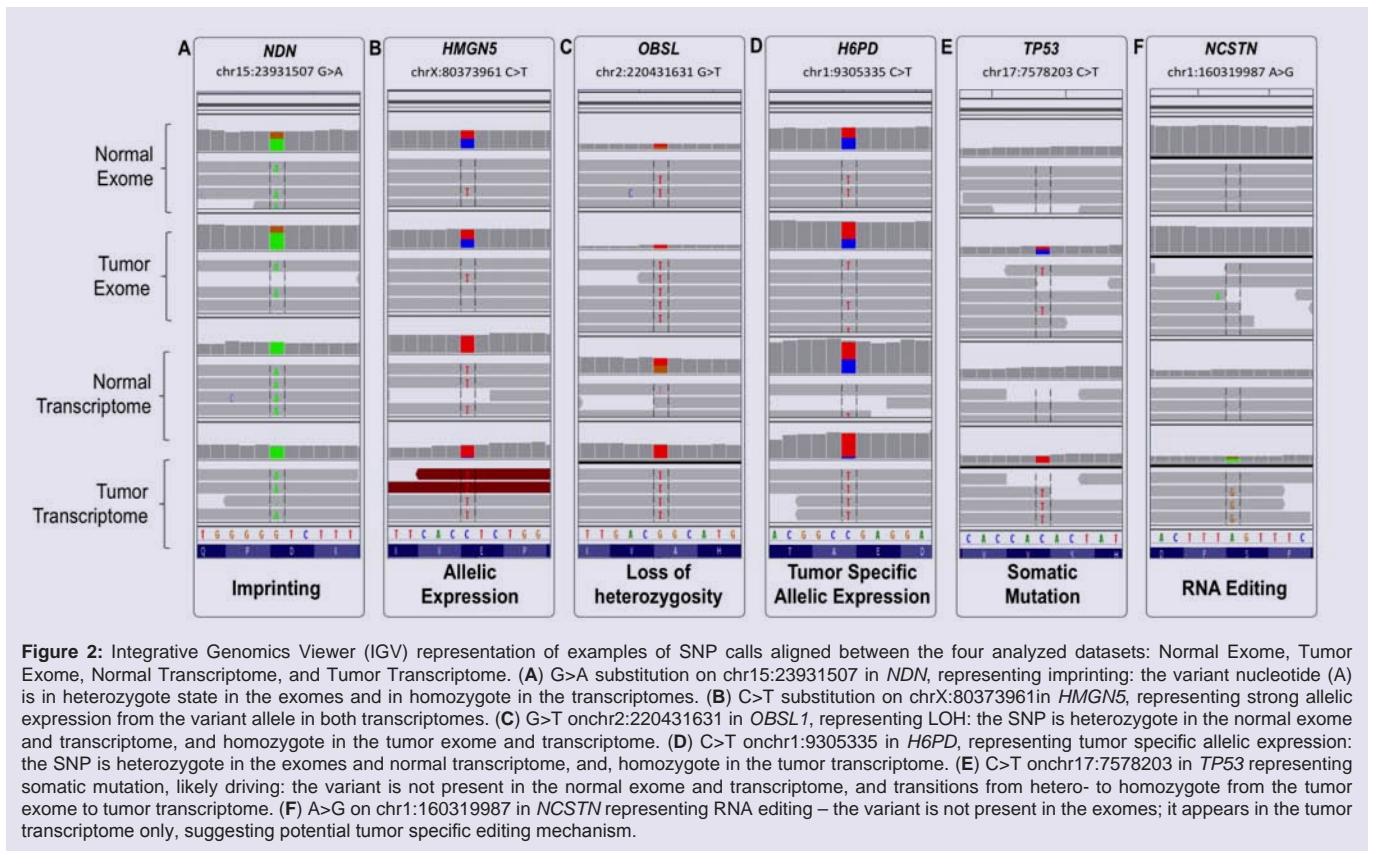 A NDN
chr15:23931507 G>A
B HMGN5
chrX:80373961 C>T
C OBSL
chr2:220431631 G>T
D H6PD
chr1:9305335 C>T
E TP53
chr17:7578203 C>T
F NCSTN
chr1:160319987 A>G
Normal
Exome
Tumor
Exome
Normal
Transcriptome
Tumor
Transcriptome
T G G G G G T C T T T
T T C A C C T C T G G
T T G A C G G C A T G
A C G G C C G A G G A
C A C C A C A C T A T
A C T T T A G T T T C
Imprinting
Allelic
Expression
Loss of
heterozygosity
Tumor Specific
Allelic Expression
Somatic
Mutation
RNA Editing
Figure 2: Integrative Genomics Viewer (IGV) representation of examples of SNP calls aligned between the four analyzed datasets: Normal Exome, Tumor
Exome, Normal Transcriptome, and Tumor Transcriptome. (A) G>A substitution on chr15:23931507 in NDN, representing imprinting: the variant nucleotide (A)
is in heterozygote state in the exomes and in homozygote in the transcriptomes. (B) C>T substitution on chrX:80373961in HMGN5, representing strong allelic
expression from the variant allele in both transcriptomes. (C) G>T onchr2:220431631 in OBSL1, representing LOH: the SNP is heterozygote in the normal exome
and transcriptome, and homozygote in the tumor exome and transcriptome. (D) C>T onchr1:9305335 in H6PD, representing tumor specific allelic expression:
the SNP is heterozygote in the exomes and normal transcriptome, and, homozygote in the tumor transcriptome. (E) C>T onchr17:7578203 in TP53 representing
somatic mutation, likely driving: the variant is not present in the normal exome and transcriptome, and transitions from hetero- to homozygote from the tumor
exome to tumor transcriptome. (F) A>G on chr1:160319987 in NCSTN representing RNA editing – the variant is not present in the exomes; it appears in the tumor
transcriptome only, suggesting potential tumor specific editing mechanism.